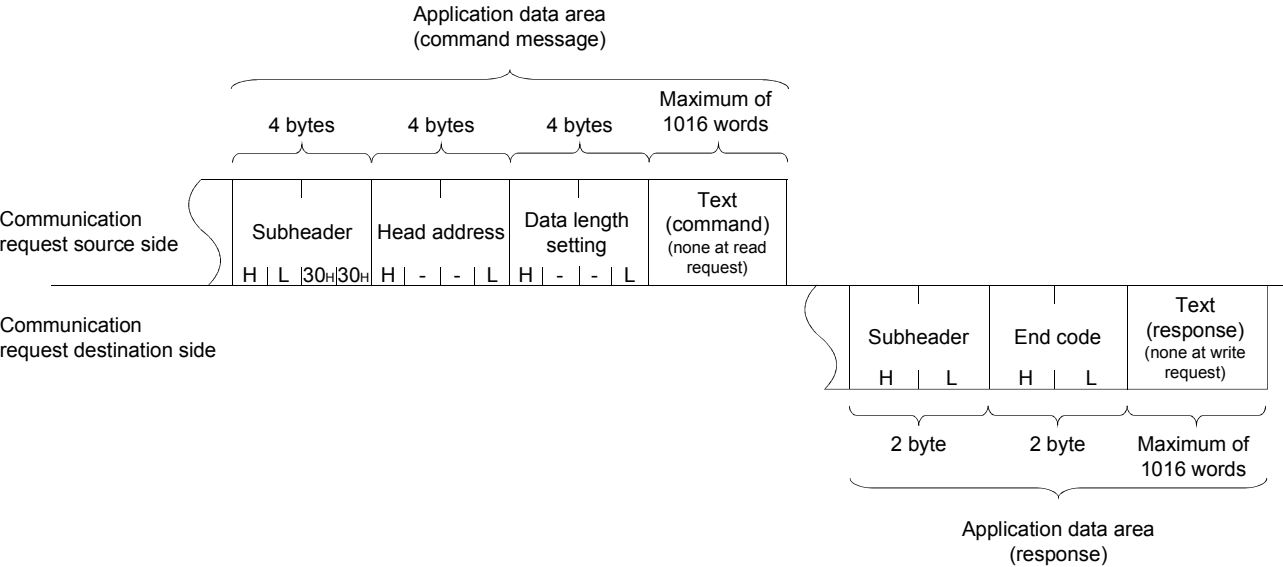 Application data area
(command message)
Maximum of
1016 words
4 bytes 4 bytes 4 bytes
Communication
request source side
Subheader Head address Data length
setting
Text
(command)
(none at read
request)
H L 30H 30H H - - L H - - L
Communication
request destination side
Subheader End code Text
(response)
(none at write
request)
H L H L
2 byte 2 byte Maximum of
1016 words
Application data area
(response)